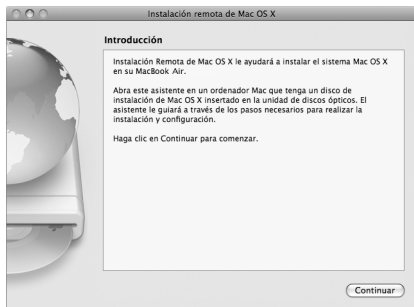 Instalación remota de Mac OS X
Introducción
Instalación Remota de Mac OS X le ayudará a instalar el sistema Mac OS X
en su MacBook Air.
Abra este asistente en un ordenador Mac que tenga un disco de
instalación de Mac OS X insertado en la unidad de discos ópticos. El
asistente le guiará a través de los pasos necesarios para realizar la
instalación y configuración.
Haga clic en Continuar para comenzar.
Continuar